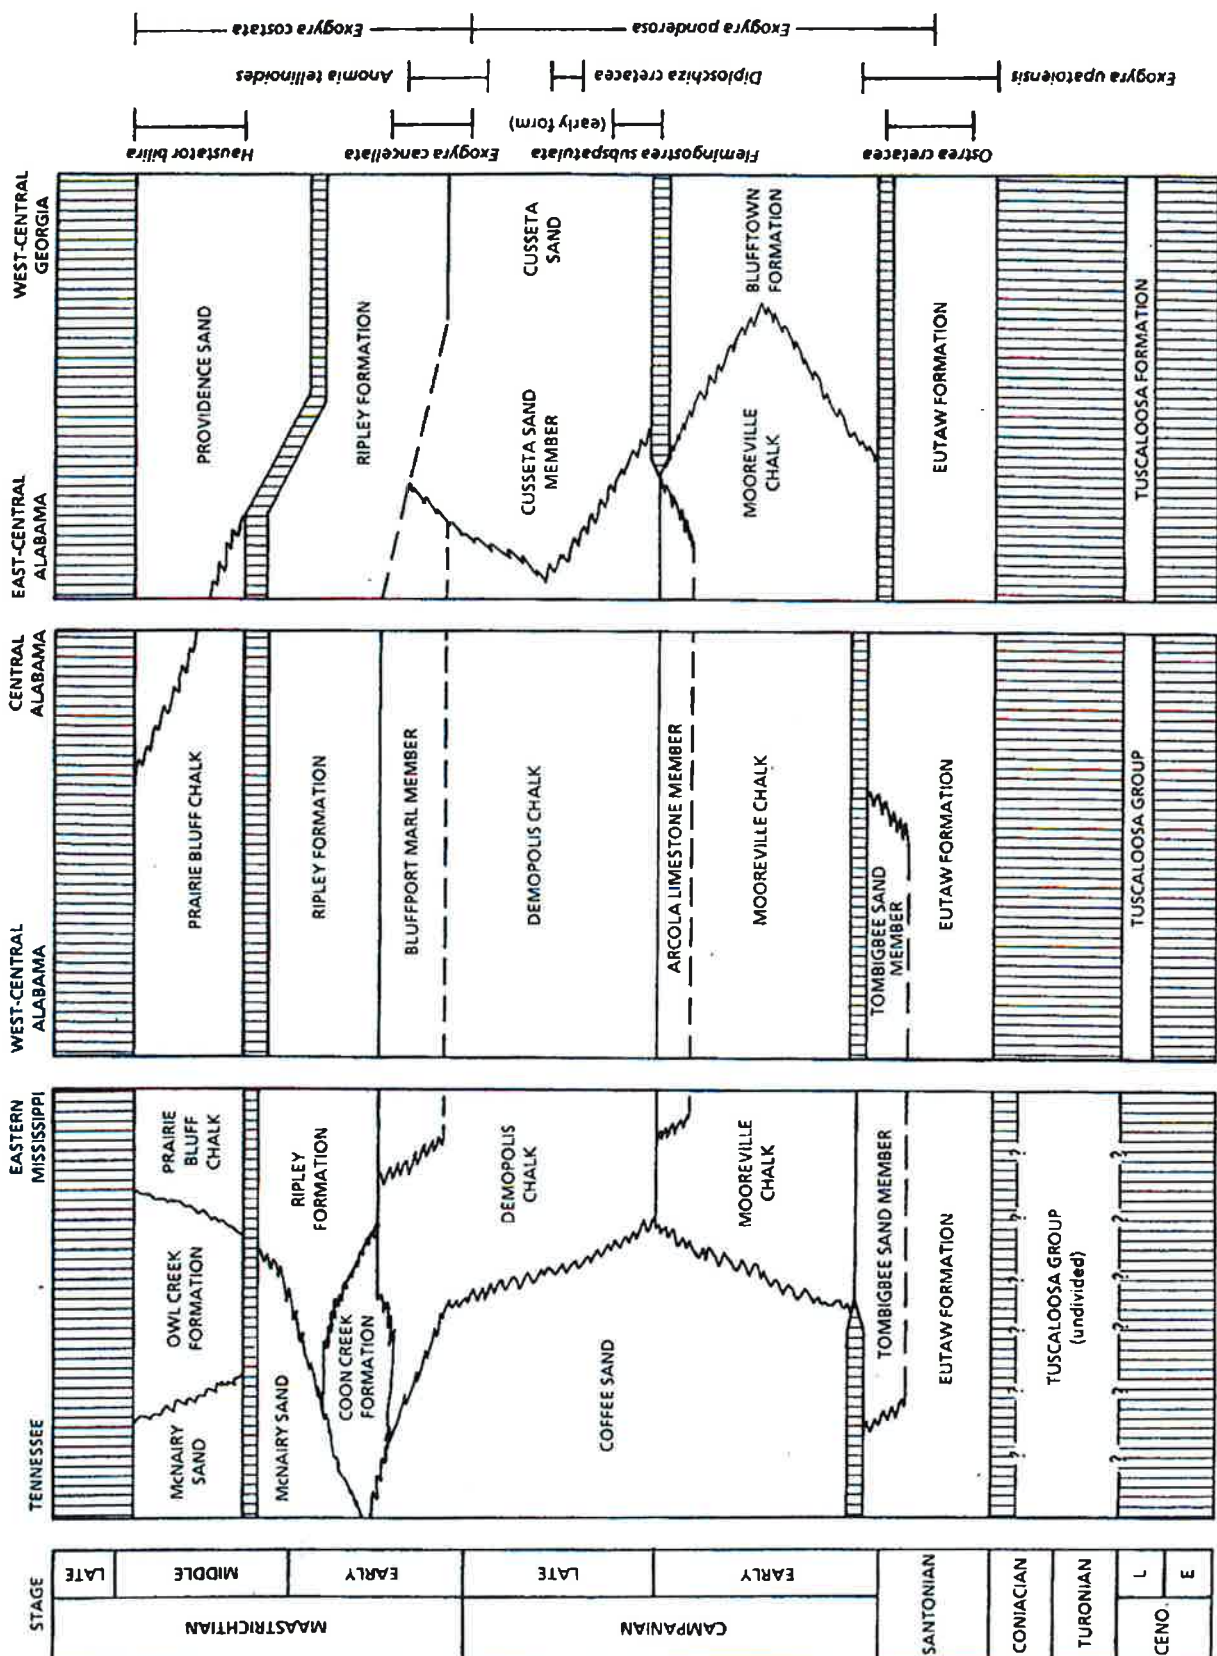 STAGE
TENNESSEE
EASTERN
MISSISSIPPI
WEST-CENTRAL
ALABAMA
CENTRAL
ALABAMA
EAST-CENTRAL
ALABAMA
WEST-CENTRAL
GEORGIA
MAASTRICHTIAN
LATE
MIDDLE
EARLY
CAMPANIAN
LATE
EARLY
SANTONIAN
CONIACIAN
TURONIAN
CENO.
L
E
McNAIRY
SAND
OWL CREEK
FORMATION
PRAIRIE
BLUFF
CHALK
McNAIRY SAND
COON CREEK
FORMATION
RIPLEY
FORMATION
COFFEE SAND
DEMOPOLIS
CHALK
MOOREVILLE
CHALK
TOMBIGBEE SAND MEMBER
EUTAW FORMATION
? ? ? ? ? ?
TUSCALOOSA GROUP
(undivided)
? ? ? ? ? ?
PRAIRIE BLUFF CHALK
RIPLEY FORMATION
BLUFFPORT MARL MEMBER
DEMOPOLIS CHALK
ARCOLA LIMESTONE MEMBER
MOOREVILLE CHALK
TOMBIGBEE SAND
MEMBER
EUTAW FORMATION
TUSCALOOSA GROUP
PROVIDENCE SAND
RIPLEY FORMATION
CUSSETA SAND
MEMBER
CUSSETA
SAND
MOOREVILLE
CHALK
BLUFFTOWN
FORMATION
EUTAW FORMATION
TUSCALOOSA FORMATION
Haustator bilira
Exogyra cancellata
Flemingostrea subspatulata
(early form)
Ostrea cretacea
Anomia tellinoides
Diploschiza cretacea
Exogyra upatoiensis
Exogyra costata
Exogyra ponderosa